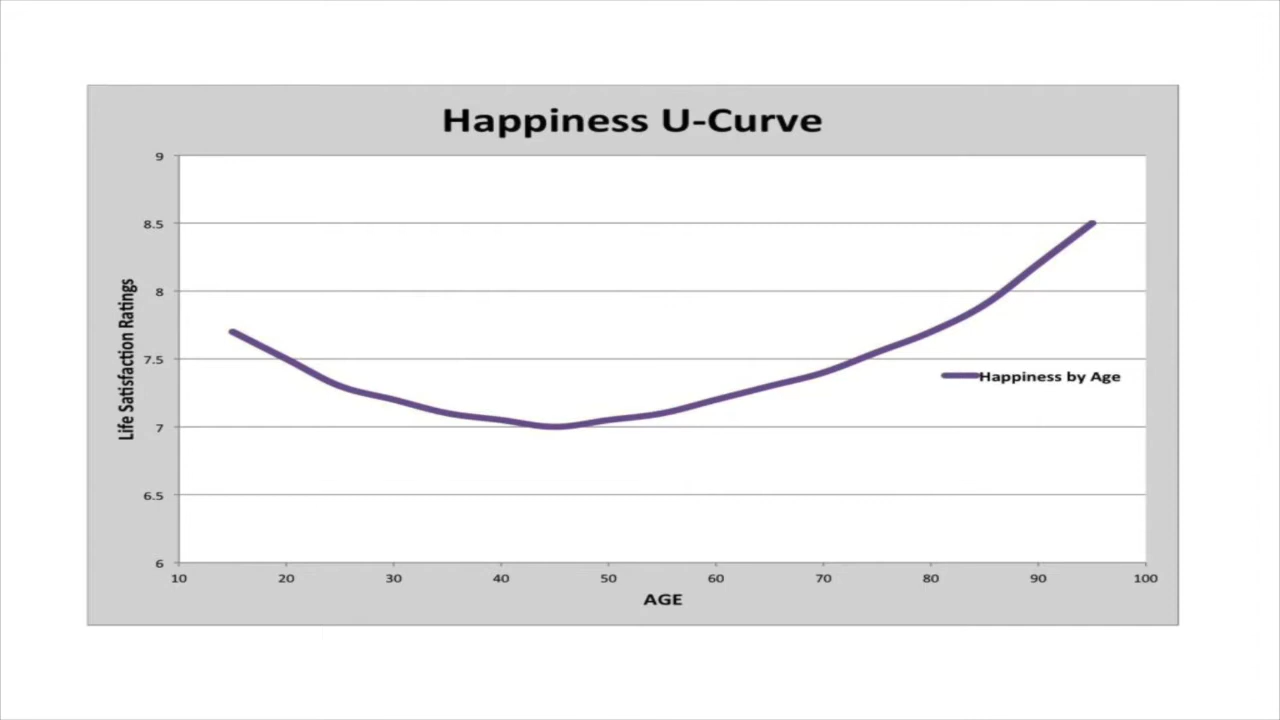 Happiness U-Curve
9
8.5
8
7.5
7
6.5
6
Life Satisfaction Ratings
Happiness by Age
10 20 30 40 50 60 70 80 90 100
AGE